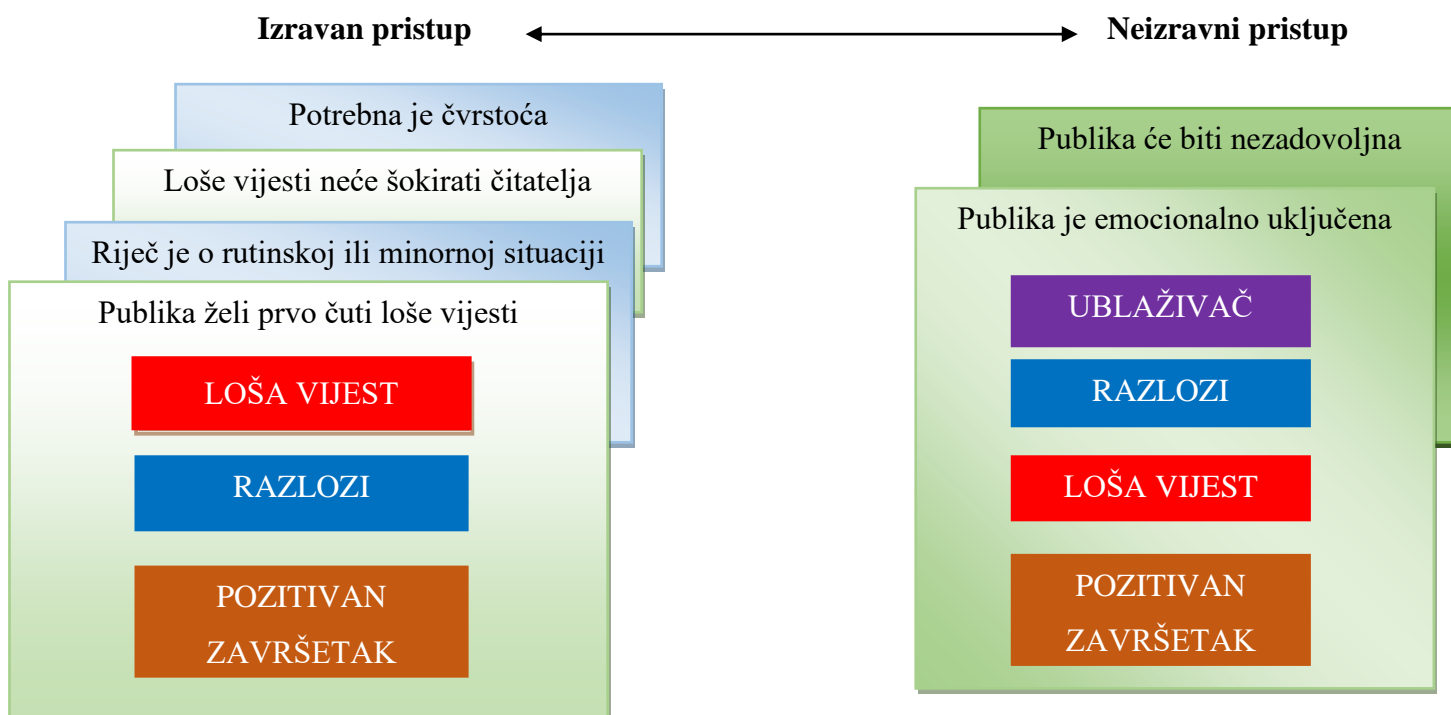 Izravan pristup
Neizravni pristup
Potrebna je čvrstoća
Loše vijesti neće šokirati čitatelja
Riječ je o rutinskoj ili minornoj situaciji
Publika želi prvo čuti loše vijesti
LOŠA VIJEST
RAZLOZI
POZITIVAN
ZAVRŠETAK
Publika će biti nezadovoljna
Publika je emocionalno uključena
UBLAŽIVAČ
RAZLOZI
LOŠA VIJEST
POZITIVAN
ZAVRŠETAK